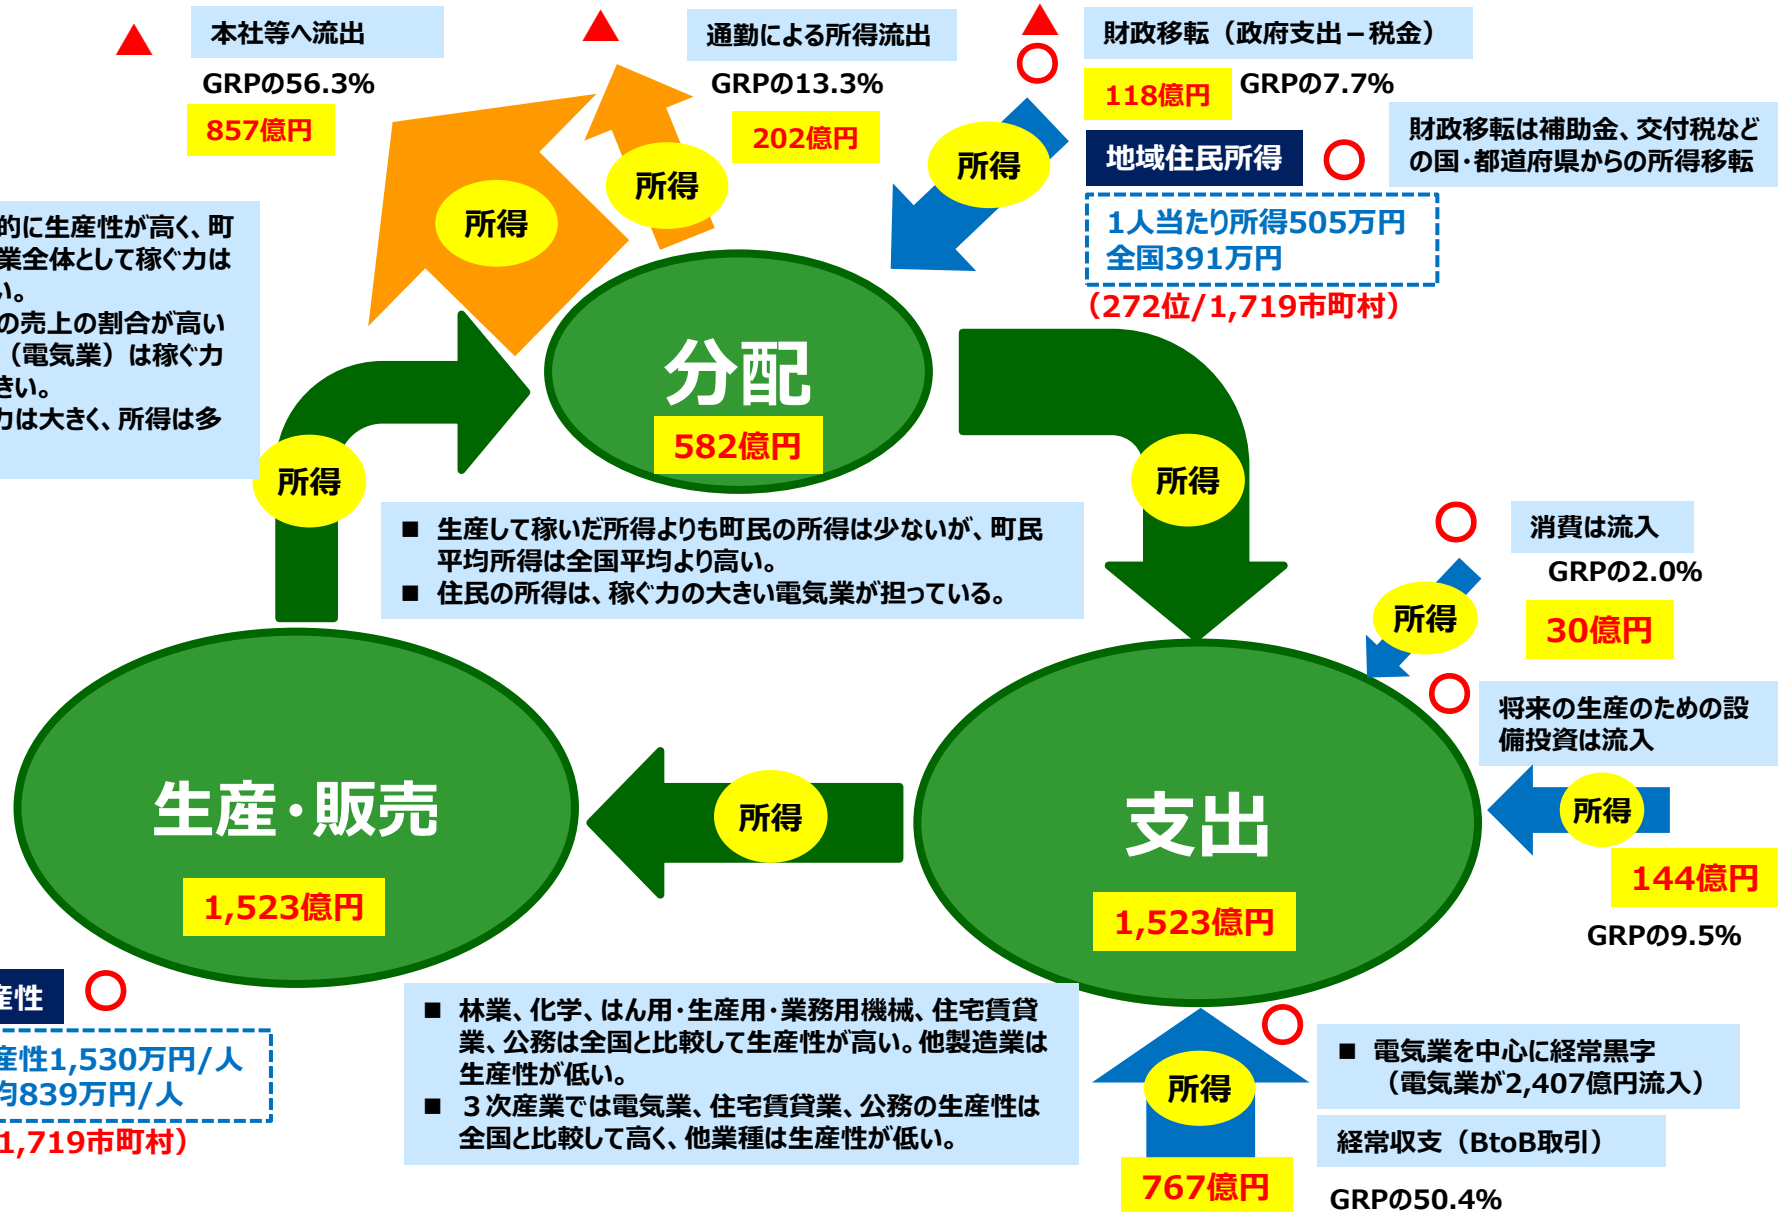 本社等へ流出
GRPの56.3%
857億円
通勤による所得流出
GRPの13.3%
202億円
財政移転（政府支出－税金）
118億円 GRPの7.7%
地域住民所得
財政移転は補助金、交付税など
の国・都道府県からの所得移転
1人当たり所得505万円
全国391万円
（272位/1,719市町村）
所得
所得
所得
的に生産性が高く、町
業全体として稼ぐ力は
い。
の売上の割合が高い
（電気業）は稼ぐ力
きい。
力は大きく、所得は多
分配
582億円
所得
所得
■ 生産して稼いだ所得よりも町民の所得は少ないが、町民
平均所得は全国平均より高い。
■ 住民の所得は、稼ぐ力の大きい電気業が担っている。
消費は流入
GRPの2.0%
所得
30億円
将来の生産のための設
備投資は流入
所得
144億円
GRPの9.5%
生産・販売
1,523億円
所得
支出
1,523億円
産性
産性1,530万円/人
均839万円/人
1,719市町村）
■ 林業、化学、はん用・生産用・業務用機械、住宅賃貸
業、公務は全国と比較して生産性が高い。他製造業は
生産性が低い。
■ ３次産業では電気業、住宅賃貸業、公務の生産性は
全国と比較して高く、他業種は生産性が低い。
所得
767億円
■ 電気業を中心に経常黒字
（電気業が2,407億円流入）
経常収支（BtoB取引）
GRPの50.4%